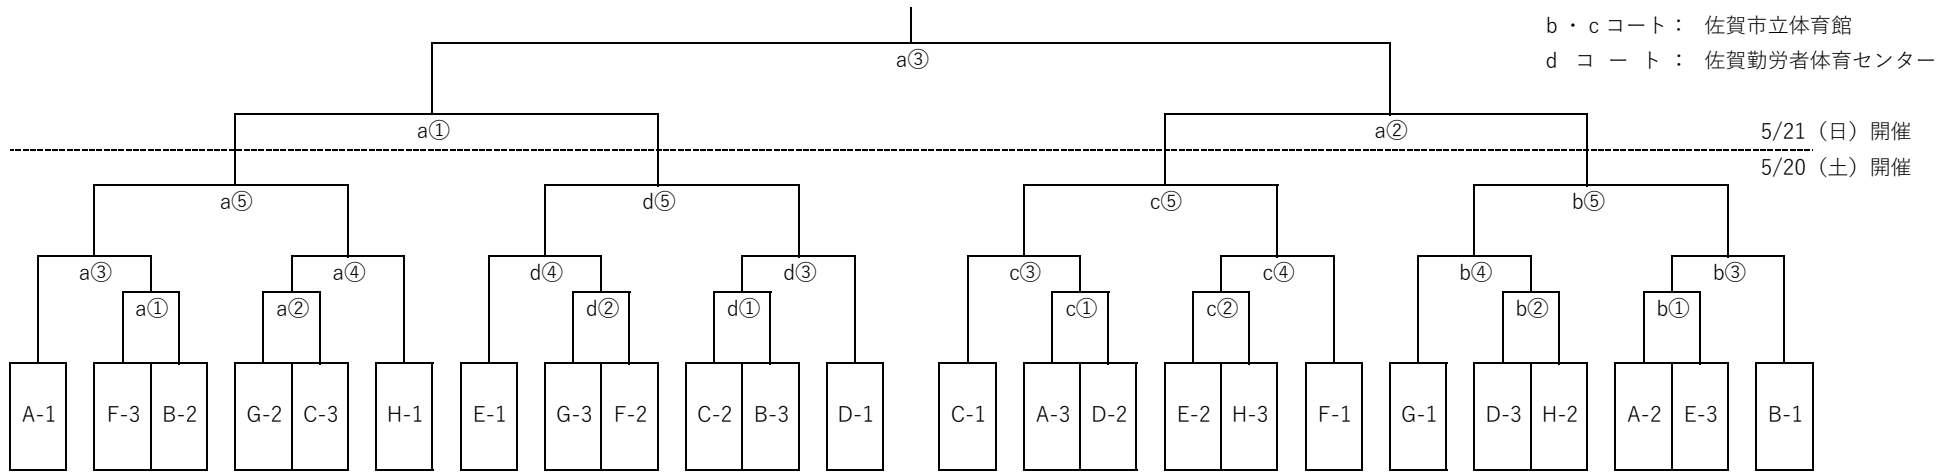 b・cコート： 佐賀市立体育館
a③
d コート： 佐賀勤労者体育センター
a① a② 5/21（日）開催
5/20（土）開催
a⑤ d⑤ c⑤ b⑤
a③ a④ d④ d③ c③ c④ b④ b③
a① a② d② d① c① c② b② b①
A-1 F-3 B-2 G-2 C-3 H-1 E-1 G-3 F-2 C-2 B-3 D-1 C-1 A-3 D-2 E-2 H-3 F-1 G-1 D-3 H-2 A-2 E-3 B-1